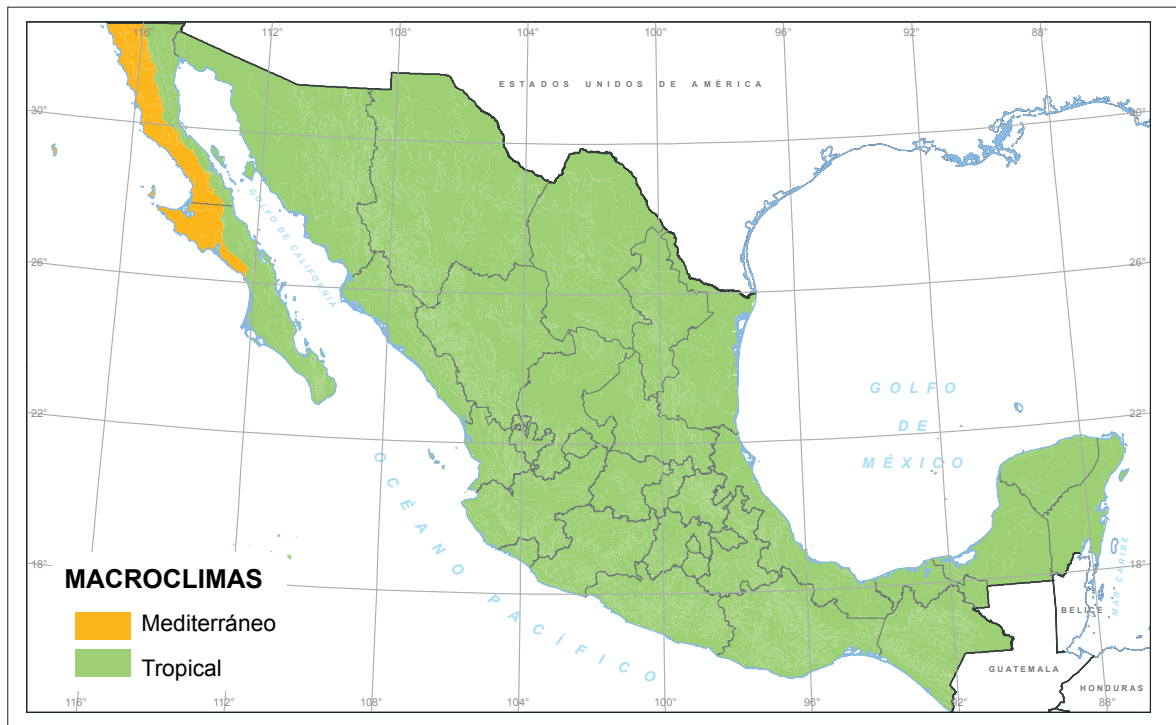 116° 112° 108° 104° 100° 96° 92° 88°
ESTADOS UNIDOS DE AMÉRICA
30° 30°
GOLFO DE CALIFORNIA
26° 26°
GOLFO
DE
MÉXICO
22° 22°
OCÉANO PACÍFICO
18° 18°
MAR CARIBE
BELICE
GUATEMALA
HONDURAS
MACROCLIMAS
Mediterráneo
Tropical
116° 112° 108° 104° 100° 96° 92° 88°